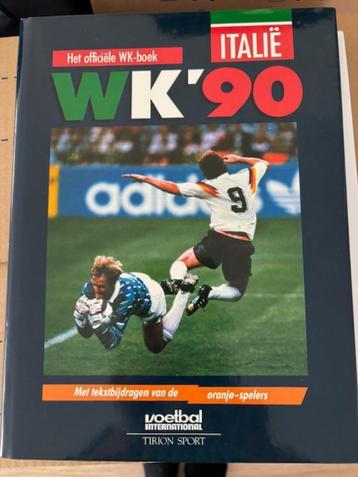 ITALIË
Het officiële WK-boek
WK'90
adidas
9
Met tekstbijdragen van de oranje-spelers
voetbal
INTERNATIONAL
TIRION SPORT